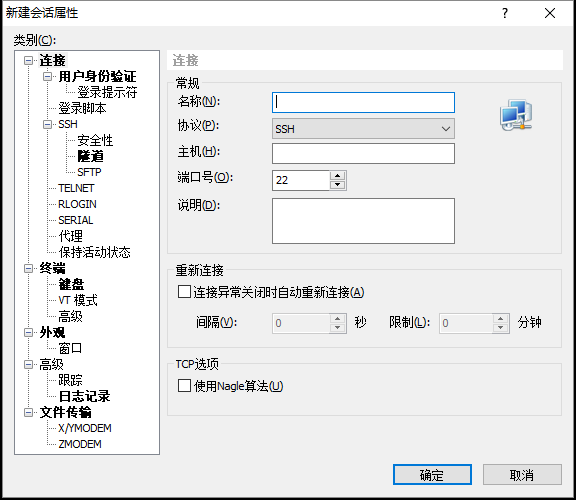 新建会话属性
类别(C):
连接
用户身份验证
登录提示符
登录脚本
SSH
安全性
隧道
SFTP
TELNET
RLOGIN
SERIAL
代理
保持活动状态
终端
键盘
VT 模式
高级
外观
窗口
高级
跟踪
日志记录
文件传输
X/YMODEM
ZMODEM
连接
常规
名称(N):
协议(P): SSH
主机(H):
端口号(O): 22
说明(D):
重新连接
连接异常关闭时自动重新连接(A)
间隔(V): 0 秒 限制(L): 0 分钟
TCP选项
使用Nagle算法(U)
确定 取消